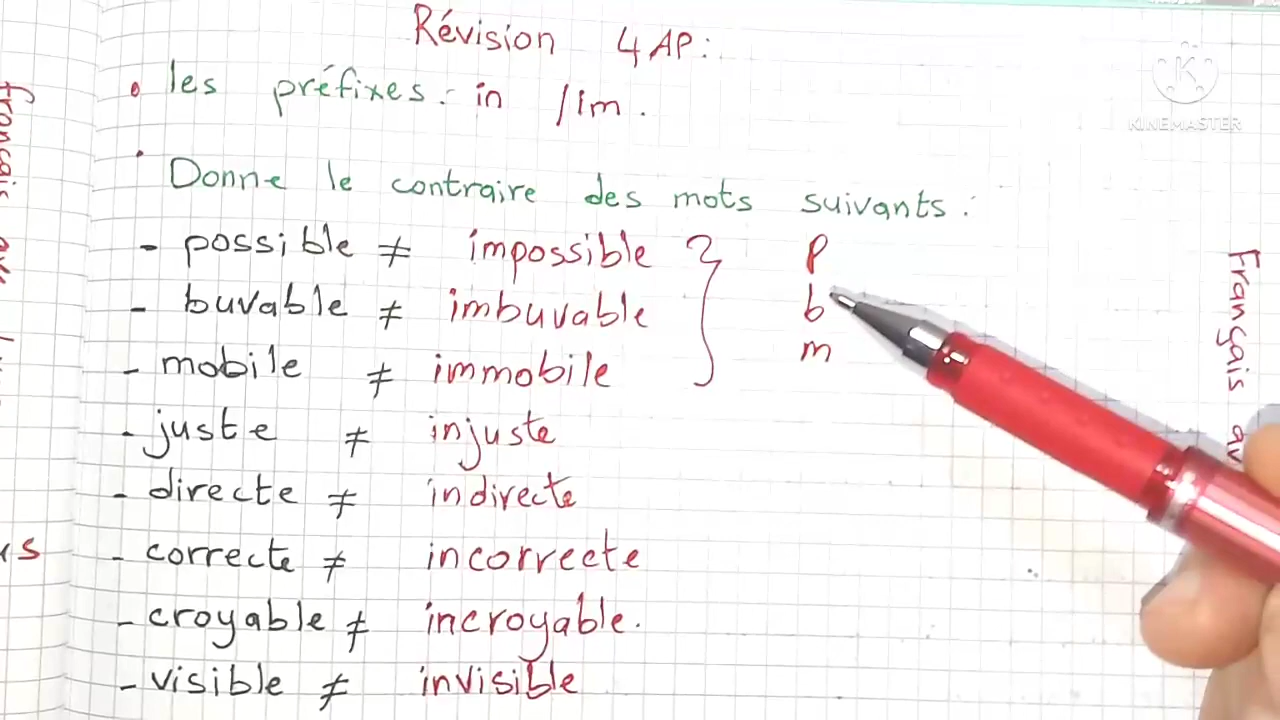 Révision 4AP:
• les préfixes: in /im.
• Donne le contraire des mots suivants:
- possible ≠ impossible } p
- buvable ≠ imbuvable b
- mobile ≠ immobile m
- juste ≠ injuste
- directe ≠ indirecte
- correcte ≠ incorrecte
- croyable ≠ incroyable.
- visible ≠ invisible
KINEMASTER
Français